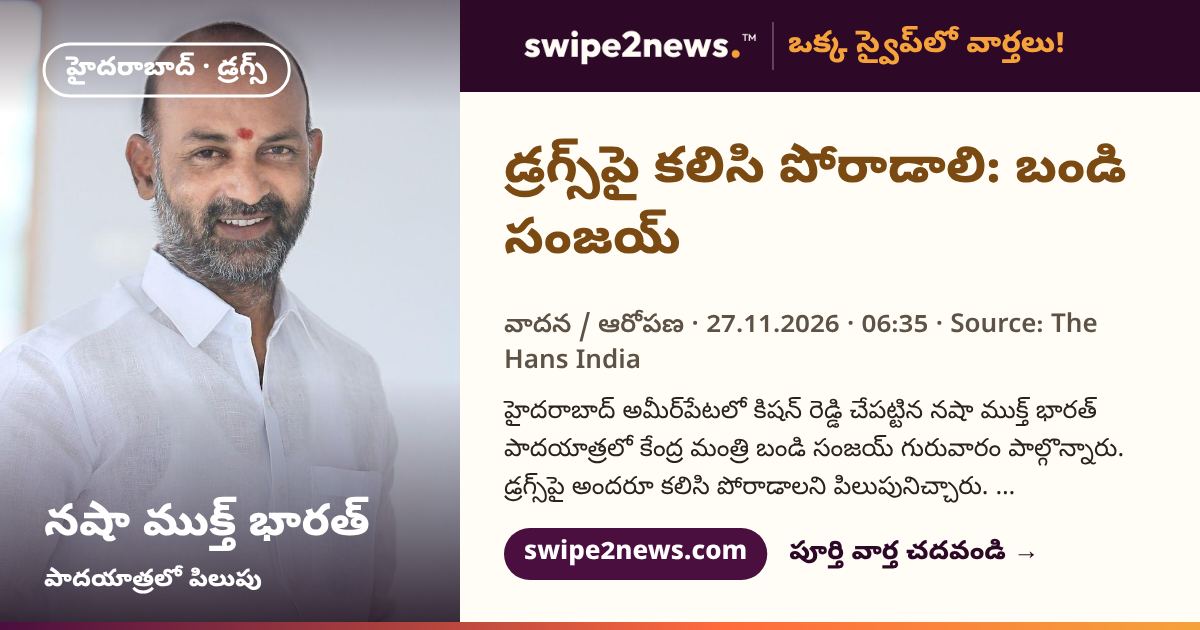 హైదరాబాద్ · డ్రగ్స్
నషా ముక్త్ భారత్
పాదయాత్రలో పిలుపు
swipe2news.™ ఒక్క స్వైప్‌లో వార్తలు!
డ్రగ్స్‌పై కలిసి పోరాడాలి: బండి
సంజయ్
వాదన / ఆరోపణ · 27.11.2026 · 06:35 · Source: The
Hans India
హైదరాబాద్ అమీర్‌పేటలో కిషన్ రెడ్డి చేపట్టిన నషా ముక్త్ భారత్
పాదయాత్రలో కేంద్ర మంత్రి బండి సంజయ్ గురువారం పాల్గొన్నారు.
డ్రగ్స్‌పై అందరూ కలిసి పోరాడాలని పిలుపునిచ్చారు. ...
swipe2news.com పూర్తి వార్త చదవండి →